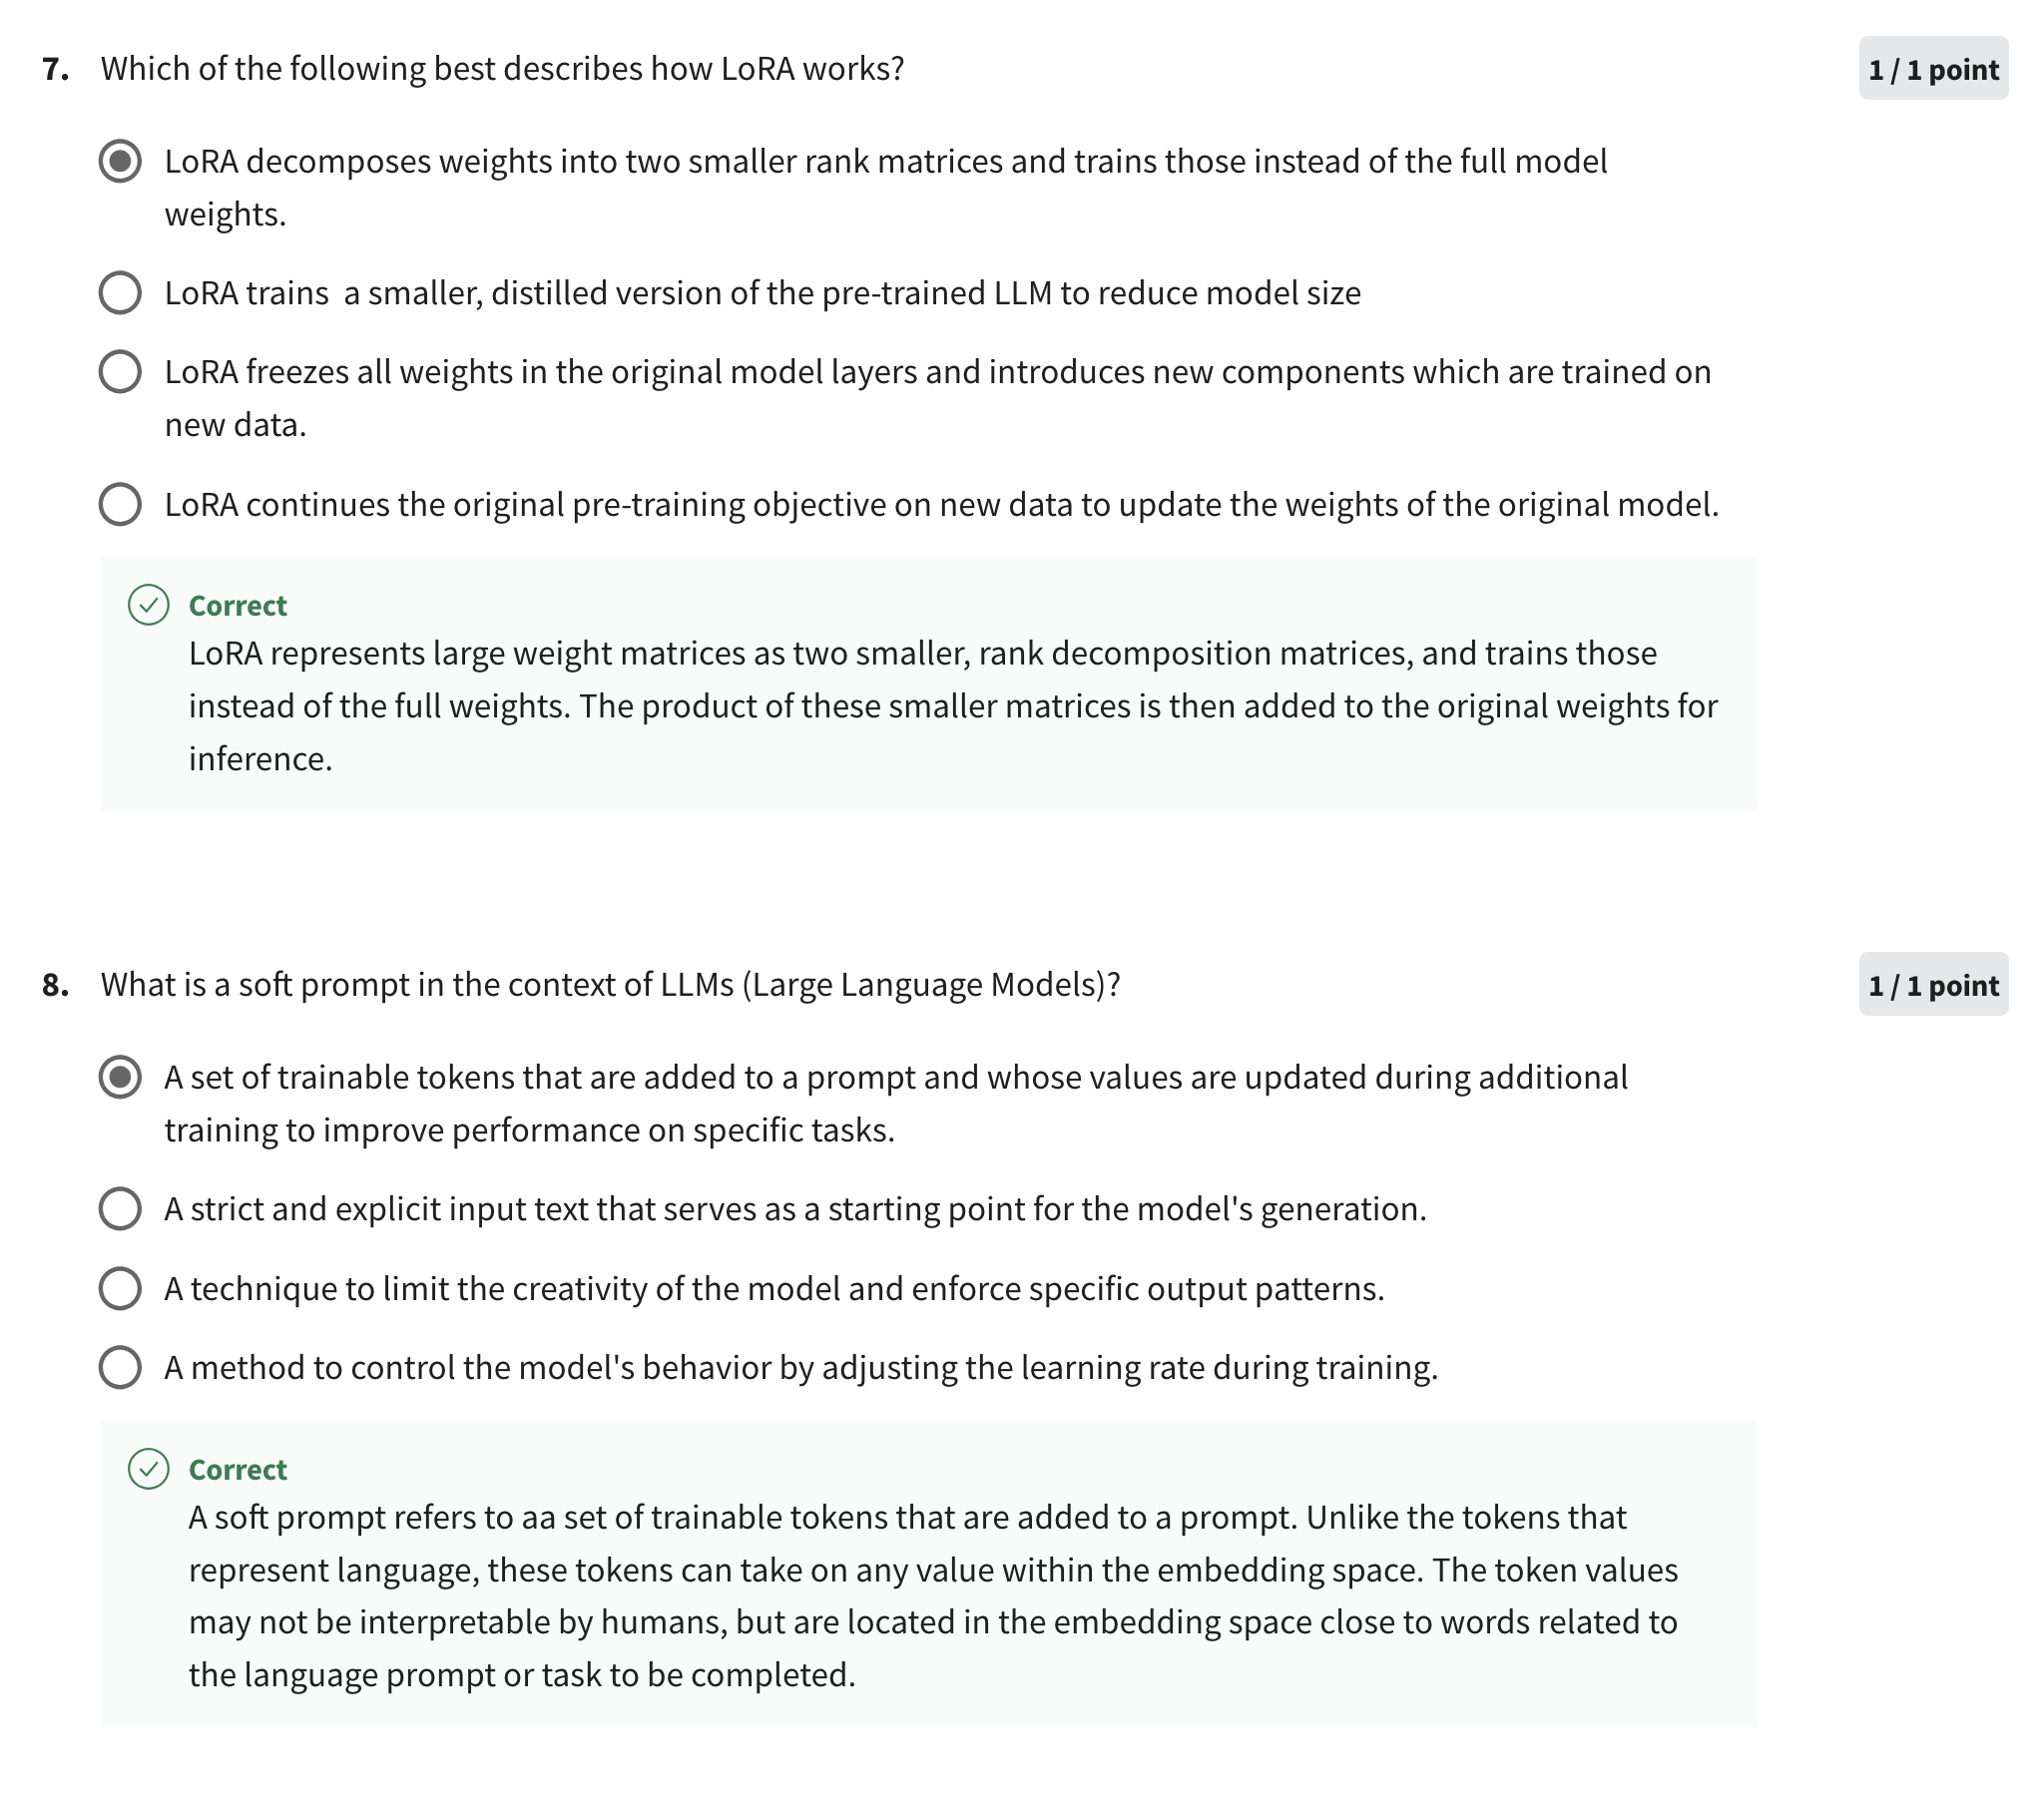 7. Which of the following best describes how LoRA works?
1 / 1 point
LoRA decomposes weights into two smaller rank matrices and trains those instead of the full model
weights.
LoRA trains  a smaller, distilled version of the pre-trained LLM to reduce model size
LoRA freezes all weights in the original model layers and introduces new components which are trained on
new data.
LoRA continues the original pre-training objective on new data to update the weights of the original model.
Correct
LoRA represents large weight matrices as two smaller, rank decomposition matrices, and trains those
instead of the full weights. The product of these smaller matrices is then added to the original weights for
inference.
8. What is a soft prompt in the context of LLMs (Large Language Models)?
1 / 1 point
A set of trainable tokens that are added to a prompt and whose values are updated during additional
training to improve performance on specific tasks.
A strict and explicit input text that serves as a starting point for the model's generation.
A technique to limit the creativity of the model and enforce specific output patterns.
A method to control the model's behavior by adjusting the learning rate during training.
Correct
A soft prompt refers to aa set of trainable tokens that are added to a prompt. Unlike the tokens that
represent language, these tokens can take on any value within the embedding space. The token values
may not be interpretable by humans, but are located in the embedding space close to words related to
the language prompt or task to be completed.